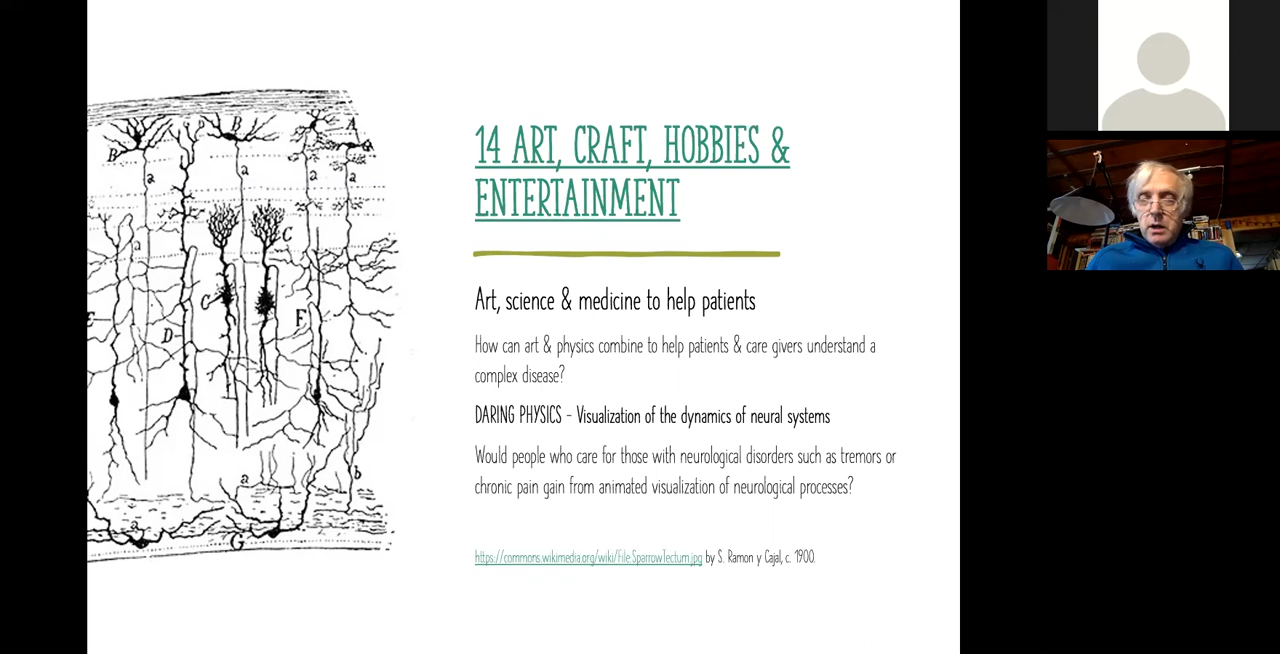 14 ART, CRAFT, HOBBIES &
ENTERTAINMENT
Art, science & medicine to help patients
How can art & physics combine to help patients & care givers understand a
complex disease?
DARING PHYSICS - Visualization of the dynamics of neural systems
Would people who care for those with neurological disorders such as tremors or
chronic pain gain from animated visualization of neurological processes?
https://commons.wikimedia.org/wiki/File:SparrowTectum.jpg by S. Ramon y Cajal, c. 1900.
B
B
A
a
a
a
a
a
C
C
E
D
F
a
b
a
G